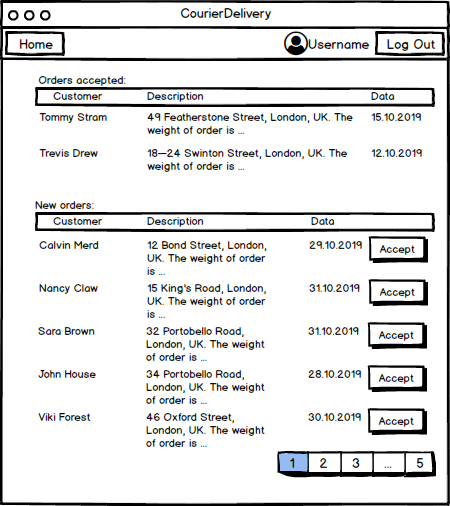 CourierDelivery
Home Username Log Out
Orders accepted:
Customer Description Data
Tommy Stram 49 Featherstone Street, London, UK. The 15.10.2019
weight of order is ...
Trevis Drew 18—24 Swinton Street, London, UK. The 12.10.2019
weight of order is ...
New orders:
Customer Description Data
Calvin Merd 12 Bond Street, London, 29.10.2019 Accept
UK. The weight of order
is ...
Nancy Claw 15 King's Road, London, 31.10.2019 Accept
UK. The weight of order
is ...
Sara Brown 32 Portobello Road, 31.10.2019 Accept
London, UK. The weight
of order is ...
John House 34 Portobello Road, 28.10.2019 Accept
London, UK. The weight
of order is ...
Viki Forest 46 Oxford Street, 30.10.2019 Accept
London, UK. The weight
of order is ...
1 2 3 ... 5